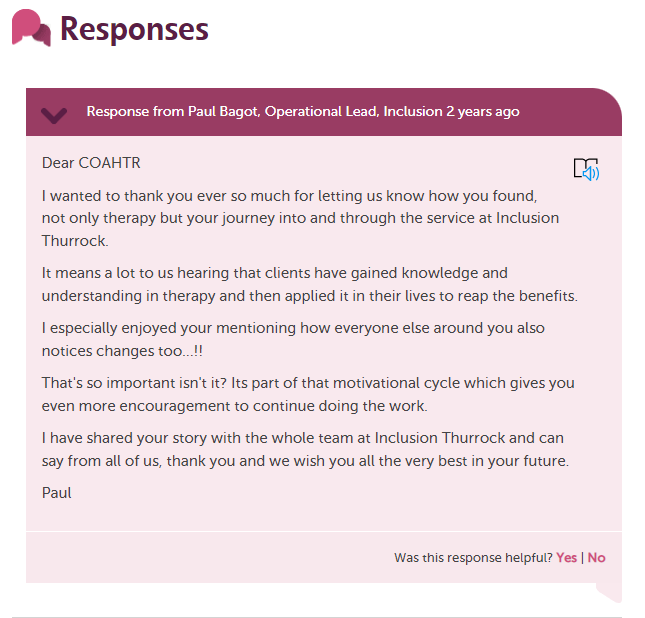 Responses
Response from Paul Bagot, Operational Lead, Inclusion 2 years ago
Dear COAHTR
I wanted to thank you ever so much for letting us know how you found,
not only therapy but your journey into and through the service at Inclusion
Thurrock.
It means a lot to us hearing that clients have gained knowledge and
understanding in therapy and then applied it in their lives to reap the benefits.
I especially enjoyed your mentioning how everyone else around you also
notices changes too...!!
That's so important isn't it? Its part of that motivational cycle which gives you
even more encouragement to continue doing the work.
I have shared your story with the whole team at Inclusion Thurrock and can
say from all of us, thank you and we wish you all the very best in your future.
Paul
Was this response helpful? Yes | No